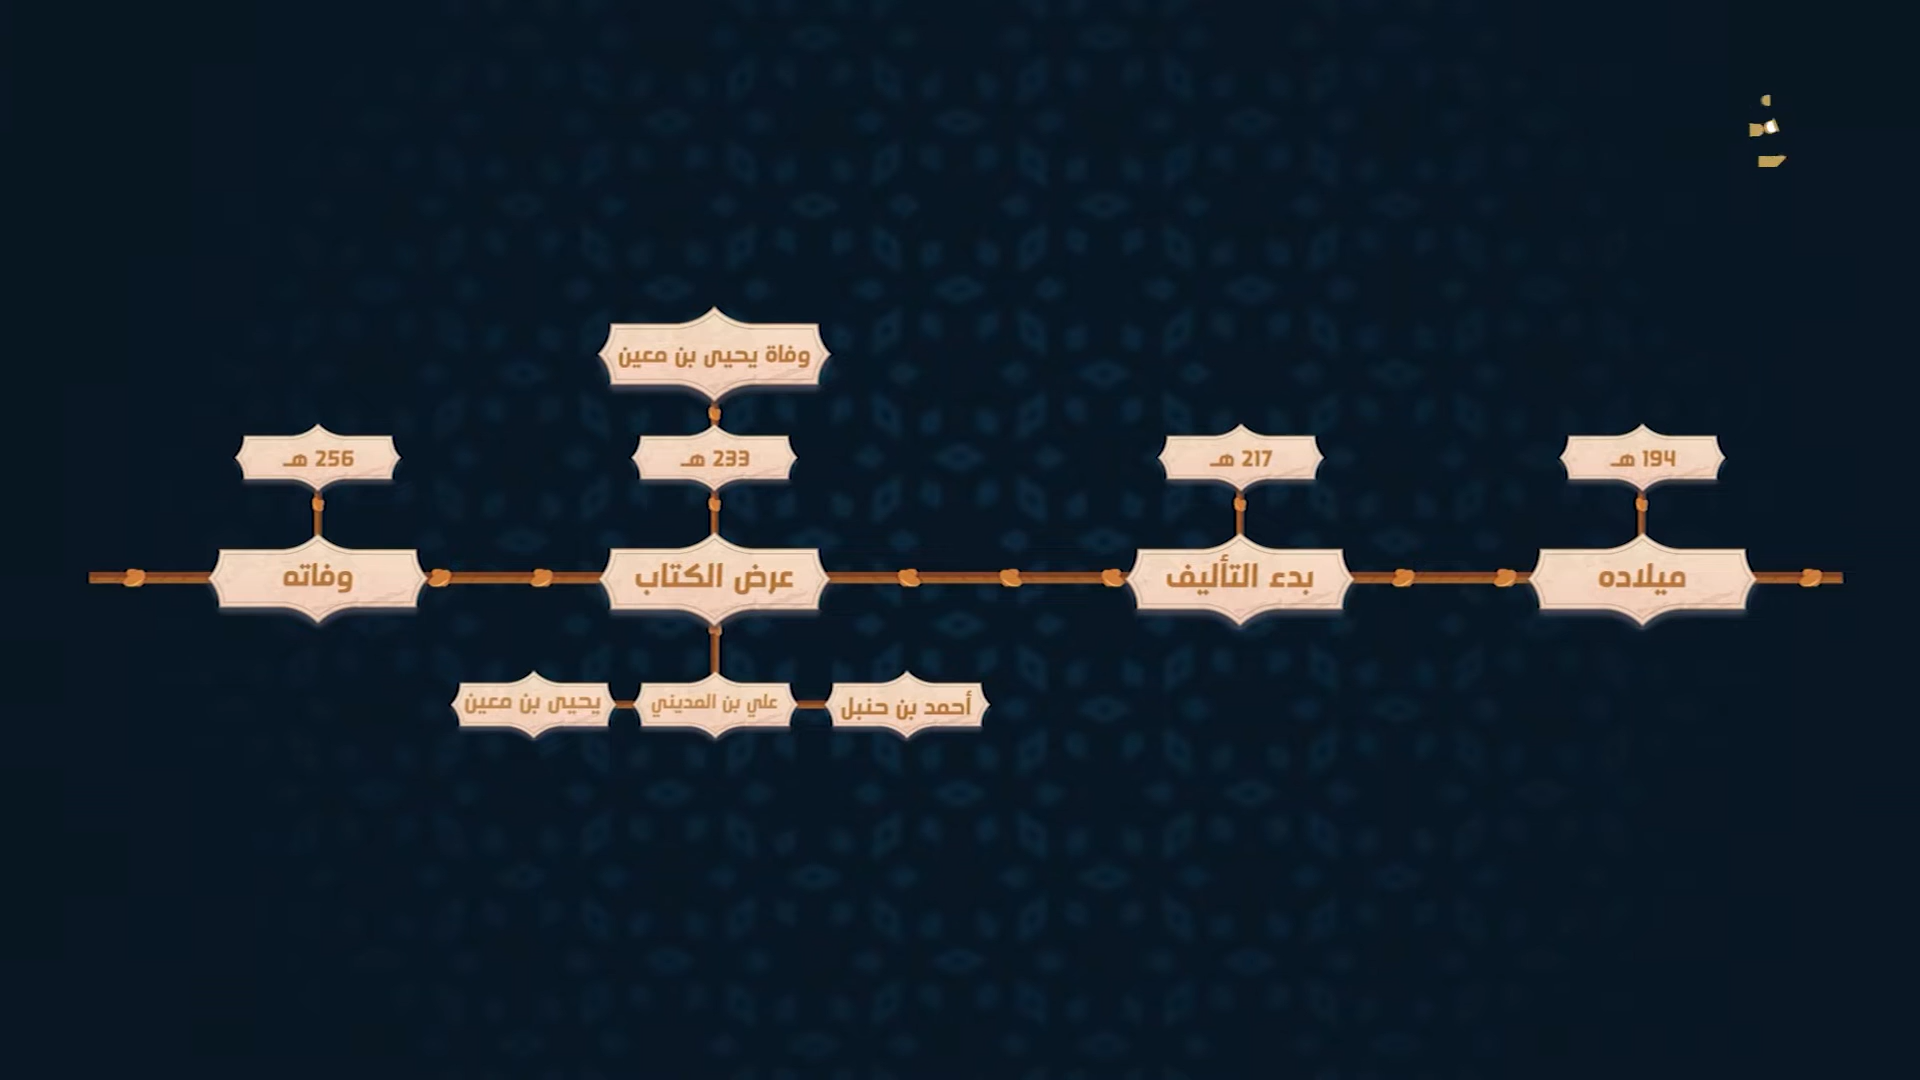 وفاة يحيى بن معين
194 هـ
217 هـ
233 هـ
256 هـ
ميلاده
بدء التأليف
عرض الكتاب
وفاته
أحمد بن حنبل
علي بن المديني
يحيى بن معين